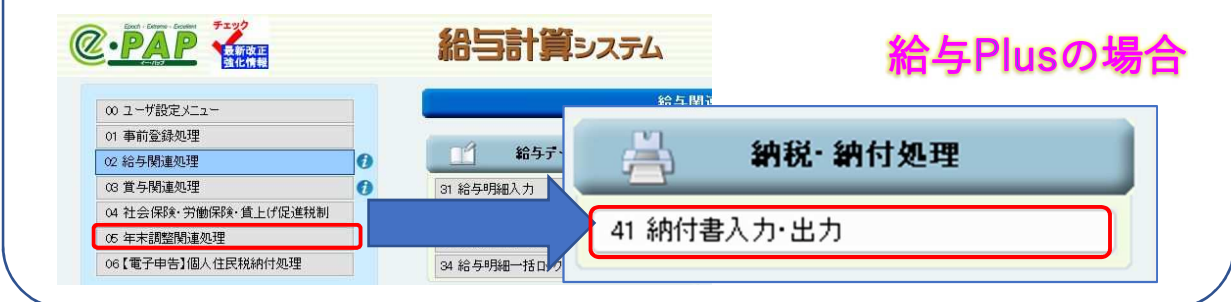 Epoch・Extreme・Excellent
e・PAP
イー・パップ
チェック
最新改正
強化情報
給与計算システム
給与Plusの場合
00 ユーザ設定メニュー
01 事前登録処理
02 給与関連処理
03 賞与関連処理
04 社会保険・労働保険・賃上げ促進税制
05 年末調整関連処理
06【電子申告】個人住民税納付処理
給与関連
給与デ
31 給与明細入力
34 給与明細一括ロック
納税・納付処理
41 納付書入力・出力